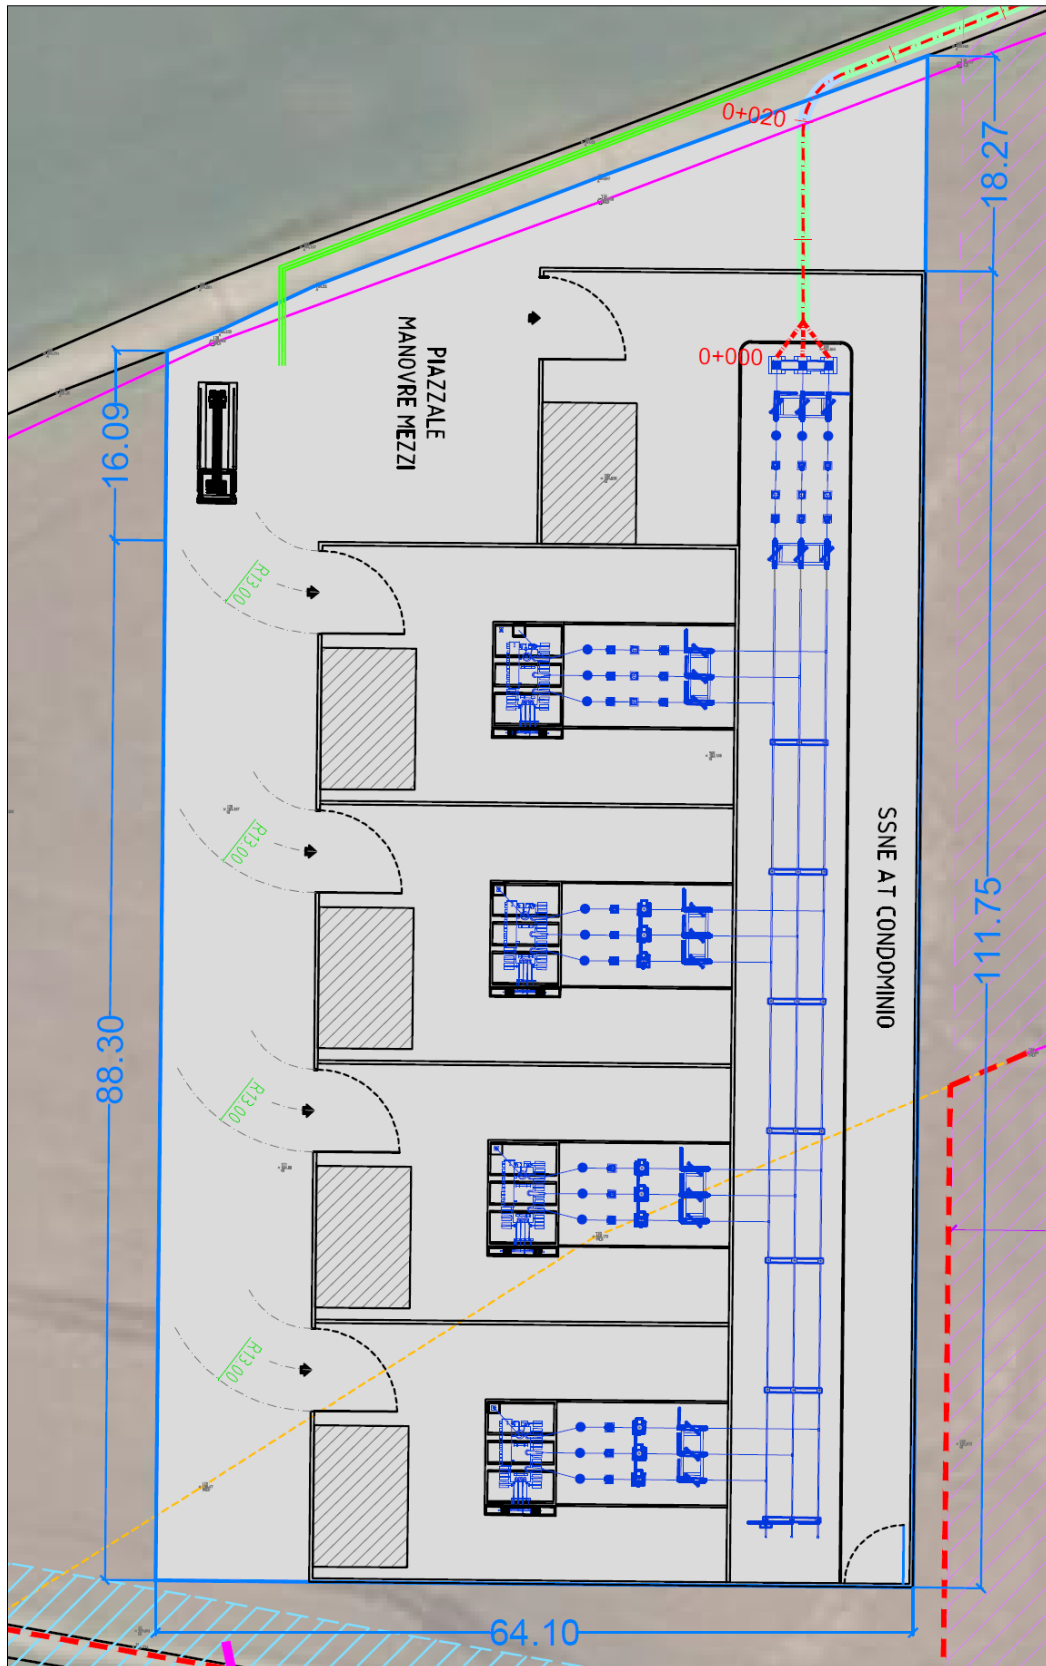 0+020
18.27
0+000
PIAZZALE
MANOVRE MEZZI
16.09
R13.00
R13.00
SSNE AT CONDOMINIO
111.75
88.30
R13.00
R13.00
64.10